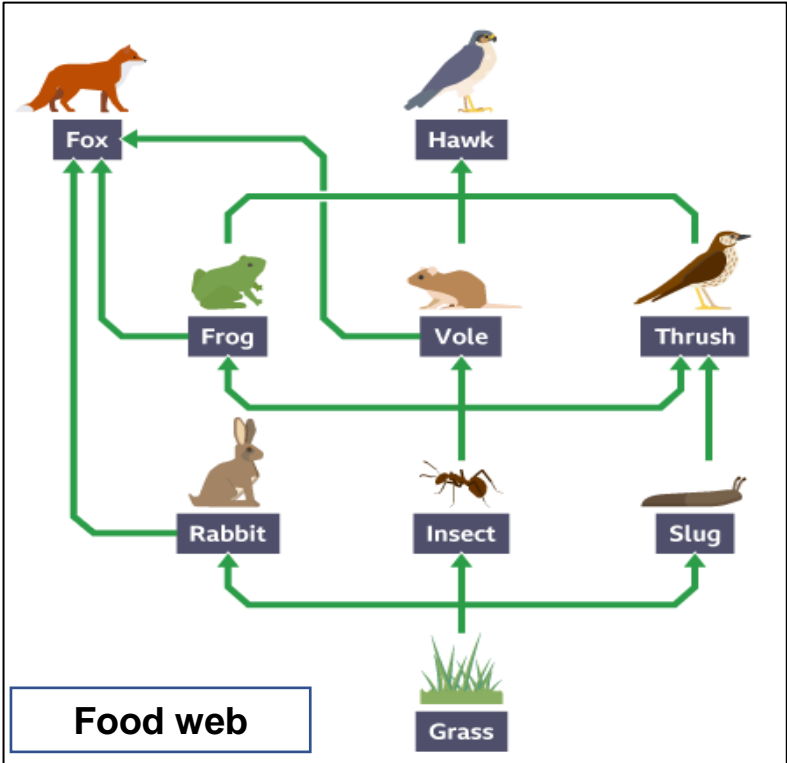 Fox
Hawk
Frog
Vole
Thrush
Rabbit
Insect
Slug
Food web
Grass